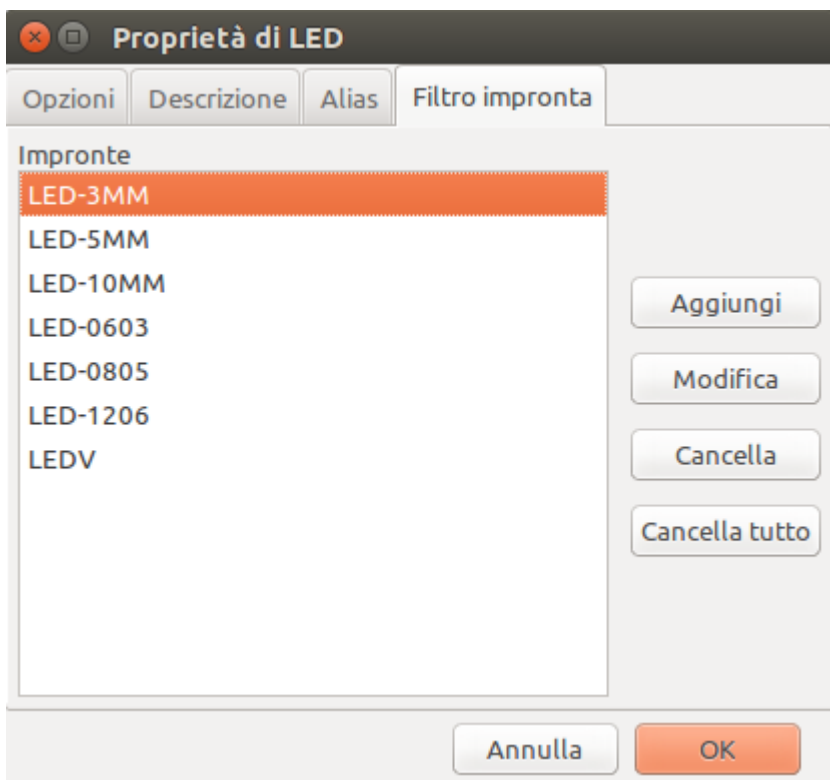 Proprietà di LED
Opzioni Descrizione Alias Filtro impronta
Impronte
LED-3MM
LED-5MM
LED-10MM
LED-0603
LED-0805
LED-1206
LEDV
Aggiungi
Modifica
Cancella
Cancella tutto
Annulla OK